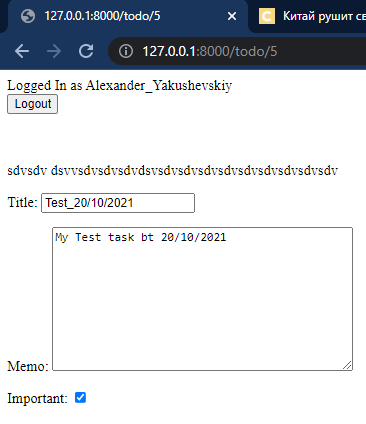 127.0.0.1:8000/todo/5
Китай рушит св
127.0.0.1:8000/todo/5
Logged In as Alexander_Yakushevskiy
Logout
sdvsdv dsvvsdvsdvsdvdsvsdvsdvsdvsdvsdvsdvsdvsdvsdv
Title: Test_20/10/2021
My Test task bt 20/10/2021
Memo:
Important: